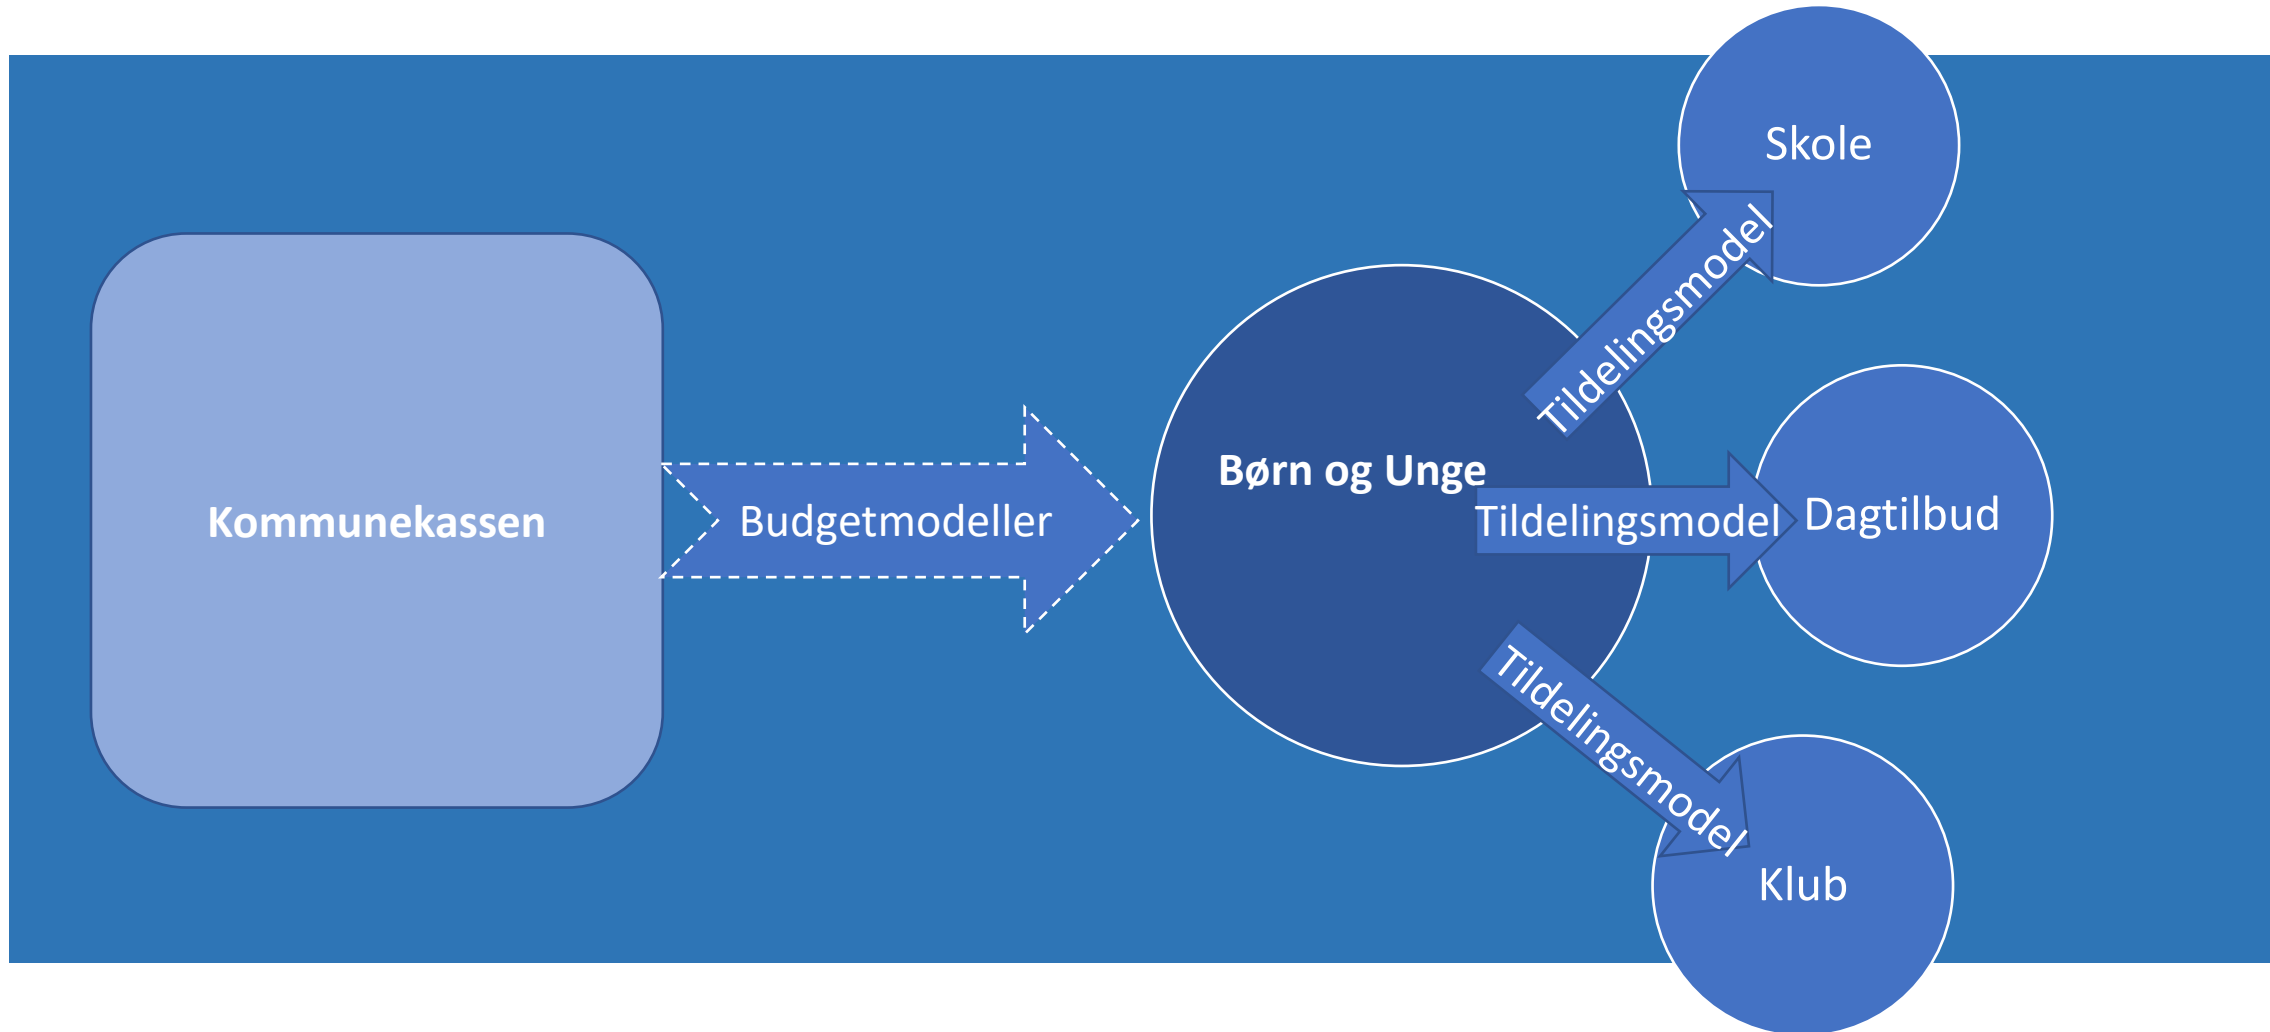 Kommunekassen
Budgetmodeller
Børn og Unge
Tildelingsmodel
Skole
Tildelingsmodel
Dagtilbud
Tildelingsmodel
Klub